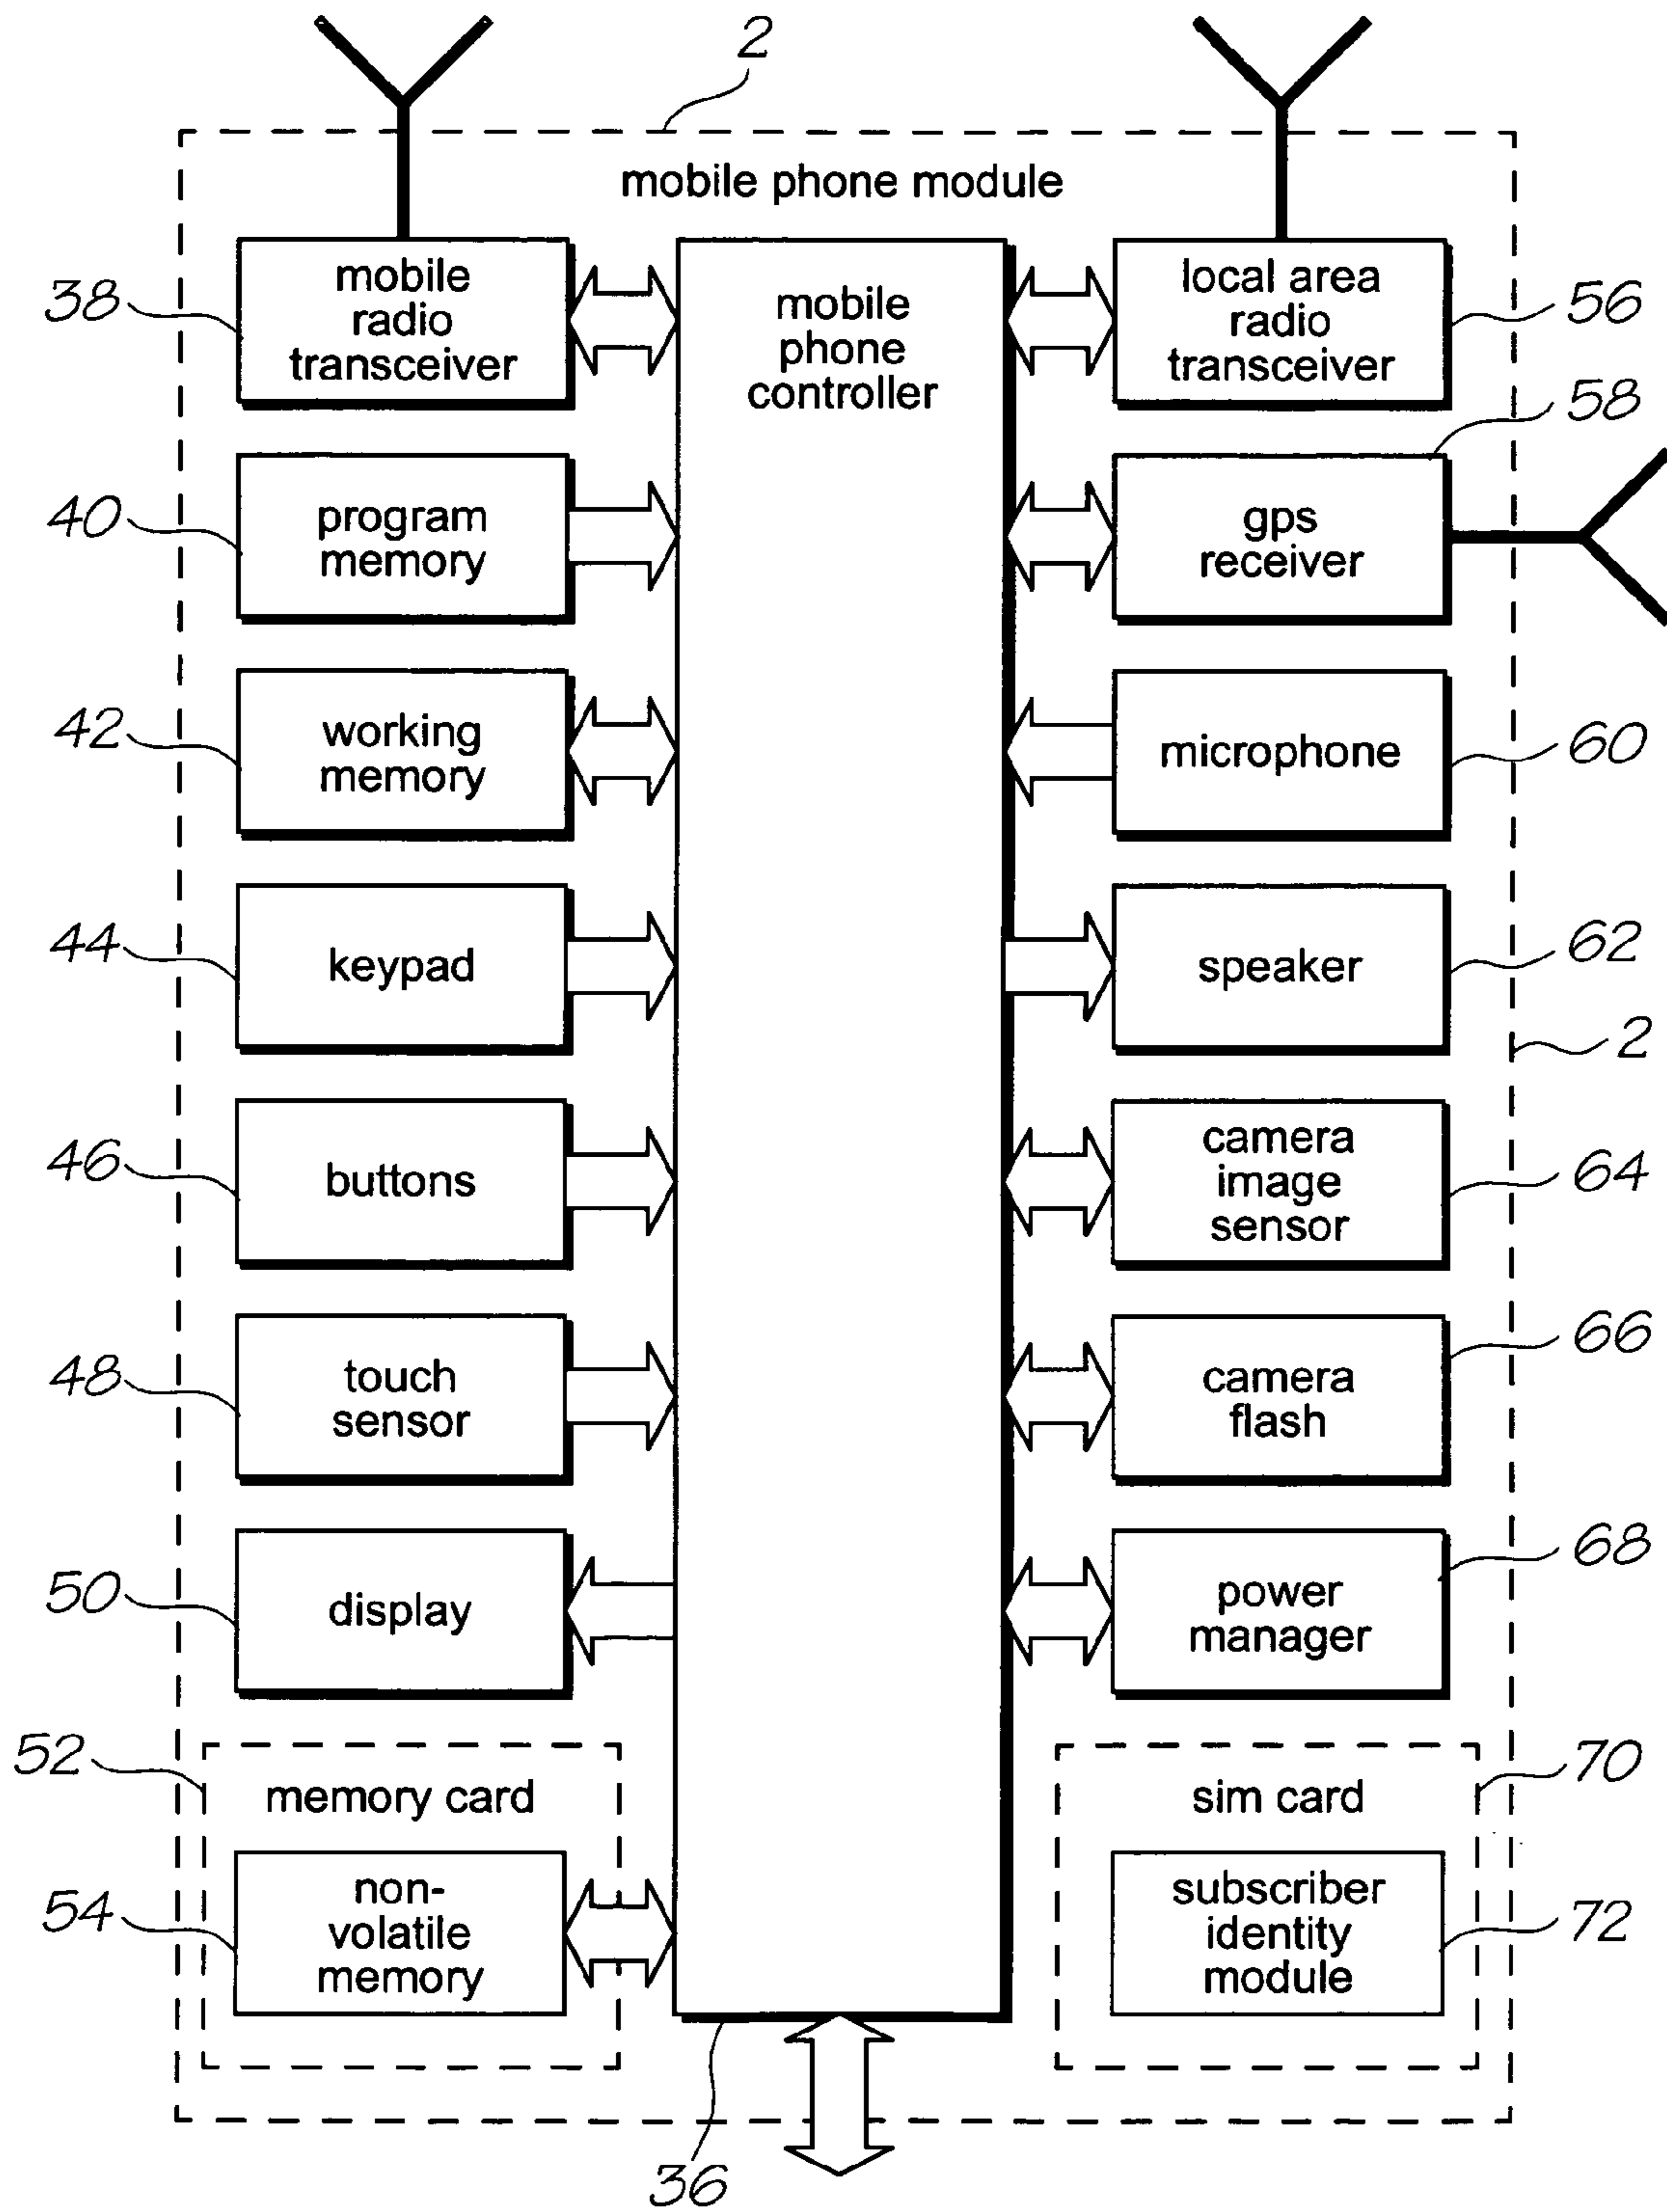 2
mobile phone module
38
mobile
radio
transceiver
mobile
phone
controller
local area
radio
transceiver
56
58
40
program
memory
gps
receiver
42
working
memory
microphone
60
44
keypad
speaker
62
2
46
buttons
camera
image
sensor
64
48
touch
sensor
camera
flash
66
50
display
power
manager
68
52
memory card
sim card
70
54
non-
volatile
memory
subscriber
identity
module
72
36